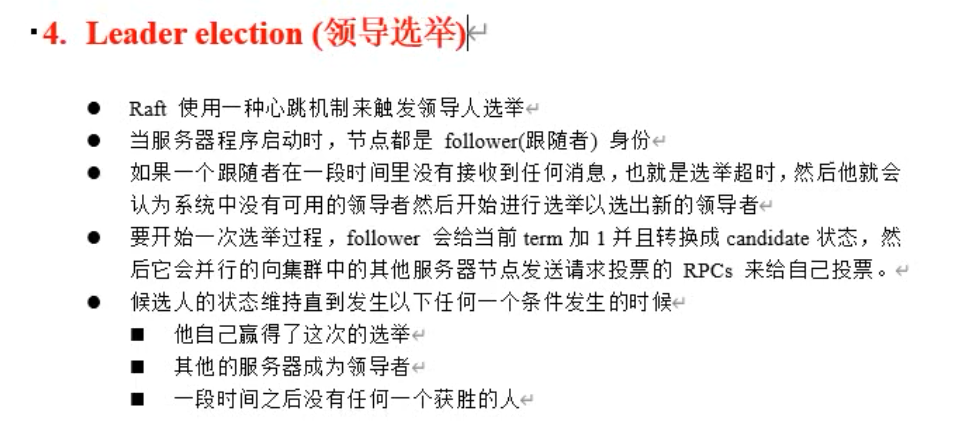 4. Leader election (领导选举)
● Raft 使用一种心跳机制来触发领导人选举
● 当服务器程序启动时，节点都是 follower(跟随者) 身份
● 如果一个跟随者在一段时间里没有接收到任何消息，也就是选举超时，然后他就会
认为系统中没有可用的领导者然后开始进行选举以选出新的领导者
● 要开始一次选举过程，follower 会给当前 term 加 1 并且转换成 candidate 状态，然
后它会并行的向集群中的其他服务器节点发送请求投票的 RPCs 来给自己投票。
● 候选人的状态维持直到发生以下任何一个条件发生的时候
■ 他自己赢得了这次的选举
■ 其他的服务器成为领导者
■ 一段时间之后没有任何一个获胜的人